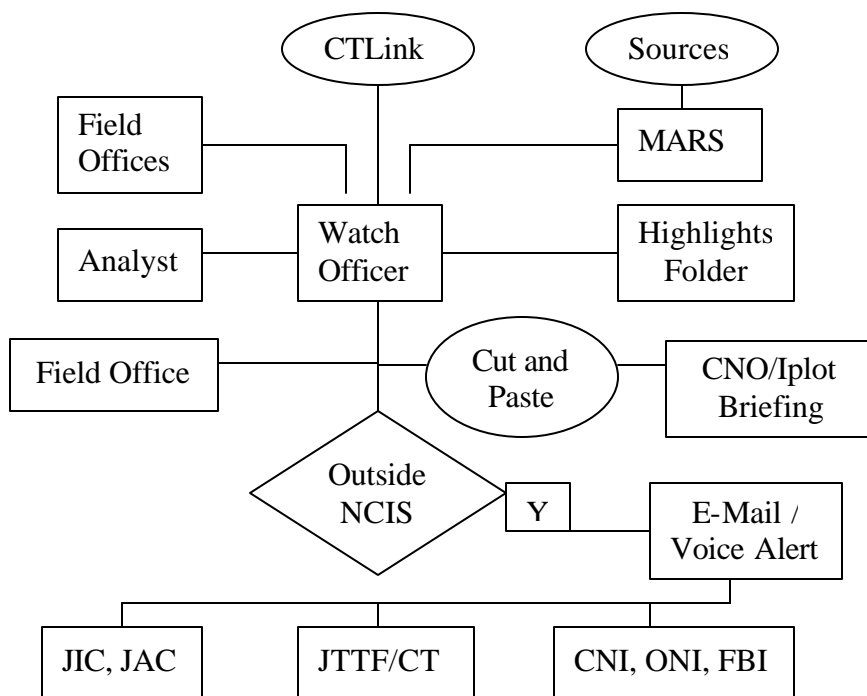 CTLink
Sources
Field
Offices
MARS
Analyst
Watch
Officer
Highlights
Folder
Field Office
Cut and
Paste
CNO/Iplot
Briefing
Outside
NCIS
Y
E-Mail /
Voice Alert
JIC, JAC
JTTF/CT
CNI, ONI, FBI